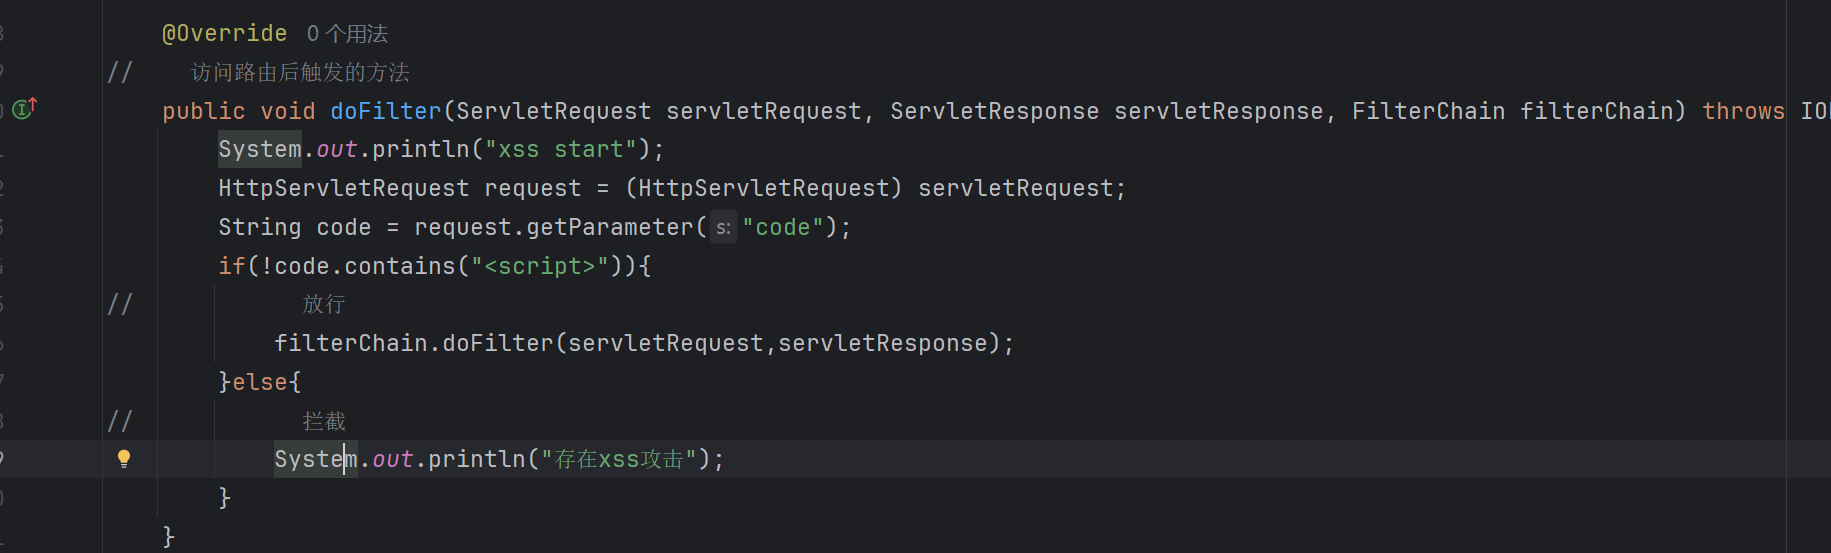 @Override 0 个用法
// 访问路由后触发的方法
public void doFilter(ServletRequest servletRequest, ServletResponse servletResponse, FilterChain filterChain) throws
System.out.println("xss start");
HttpServletRequest request = (HttpServletRequest) servletRequest;
String code = request.getParameter( s: "code");
if(!code.contains("<script>")){
// 放行
filterChain.doFilter(servletRequest,servletResponse);
}else{
// 拦截
System.out.println("存在xss攻击");
}
}